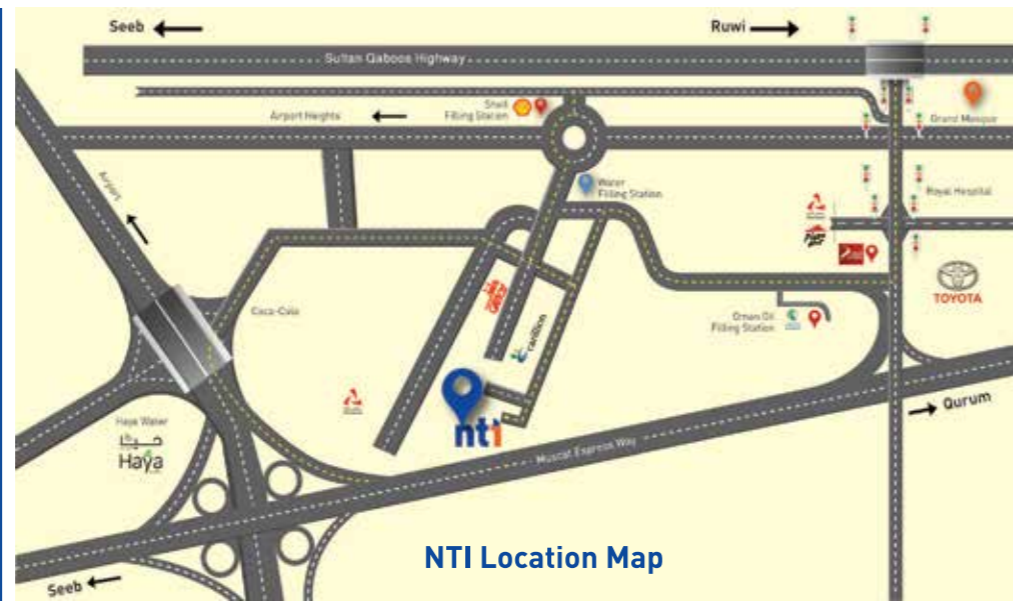 Seeb
Ruwi
Sultan Qaboos Highway
Shell
Filling Station
Airport Heights
Grand Mosque
Airport
Water
Filling Station
Royal Hospital
TOYOTA
Coca-Cola
Oman Oil
Filling Station
carillion
Haya Water
حيا
Haya
nti
Qurum
Muscat Express Way
NTI Location Map
Seeb